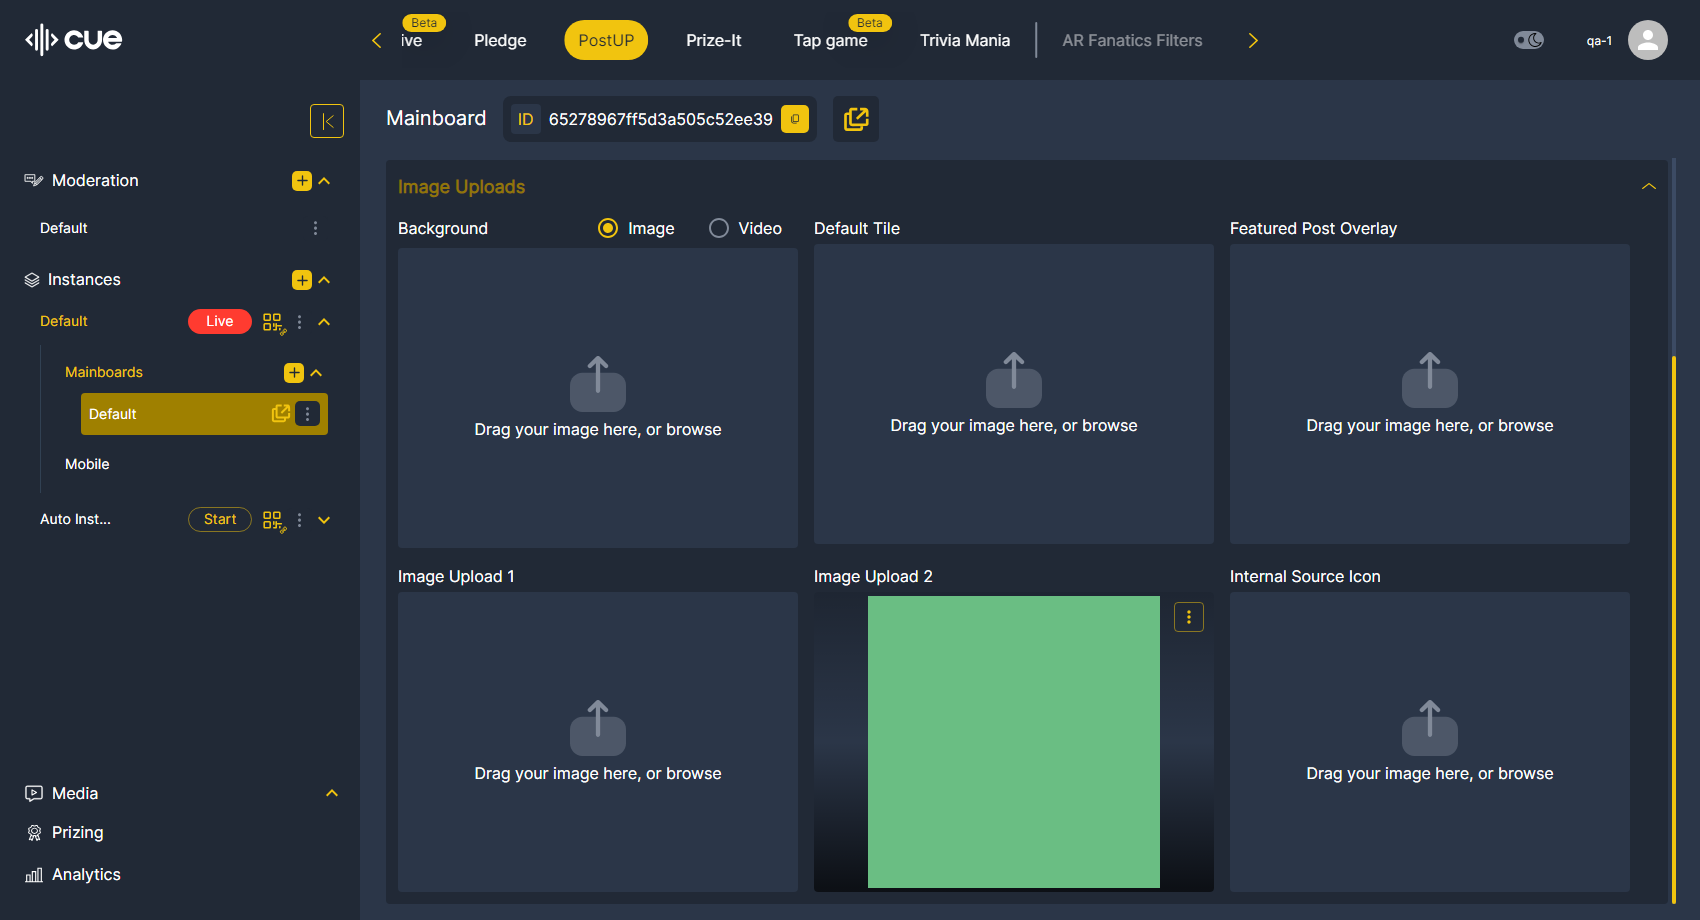 cue
Beta
ive
Pledge
PostUP
Prize-It
Beta
Tap game
Trivia Mania
AR Fanatics Filters
qa-1
Mainboard
ID
65278967ff5d3a505c52ee39
Moderation
Default
Instances
Default
Live
Mainboards
Default
Mobile
Auto Inst...
Start
Media
Prizing
Analytics
Image Uploads
Background
Image
Video
Default Tile
Featured Post Overlay
Drag your image here, or browse
Drag your image here, or browse
Drag your image here, or browse
Image Upload 1
Image Upload 2
Internal Source Icon
Drag your image here, or browse
Drag your image here, or browse